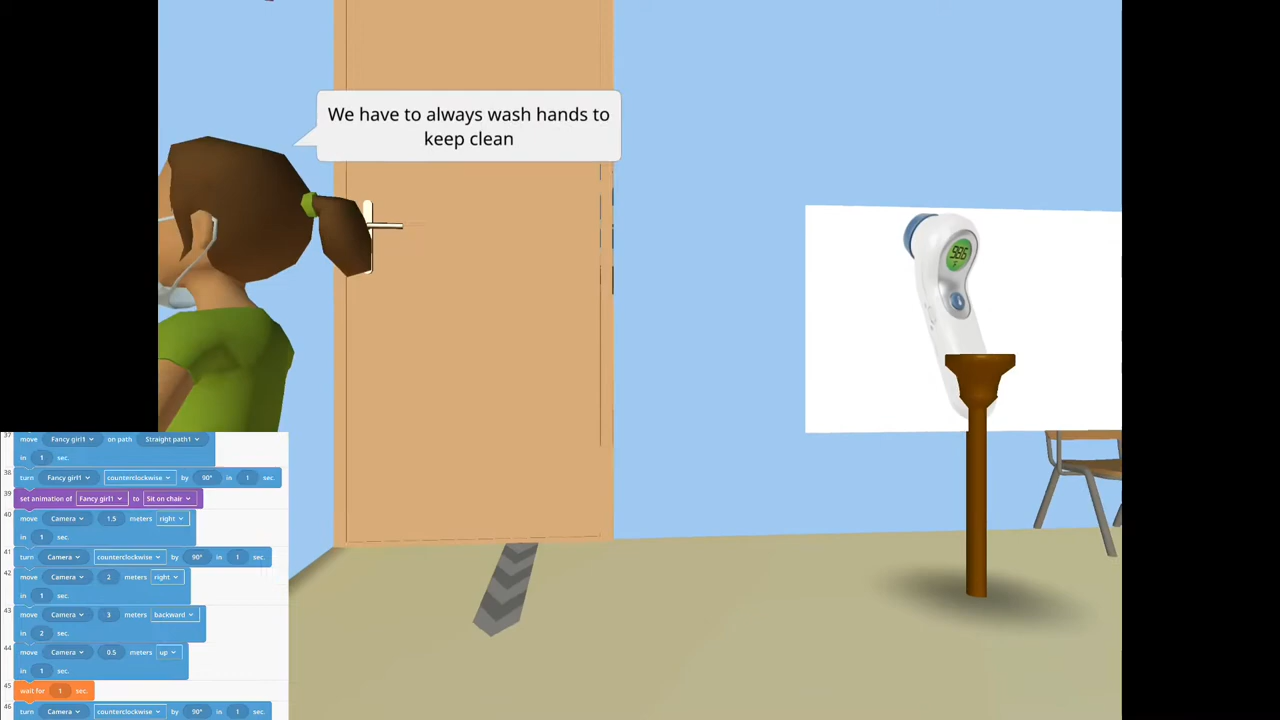 We have to always wash hands to
keep clean
98.6
F
37
move Fancy girl1 on path Straight path1
in 1 sec.
38
turn Fancy girl1 counterclockwise by 90° in 1 sec.
39
set animation of Fancy girl1 to Sit on chair
40
move Camera 1.5 meters right
in 1 sec.
41
turn Camera counterclockwise by 90° in 1 sec.
42
move Camera 2 meters right
in 1 sec.
43
move Camera 3 meters backward
in 2 sec.
44
move Camera 0.5 meters up
in 1 sec.
45
wait for 1 sec.
46
turn Camera counterclockwise by 90° in 1 sec.